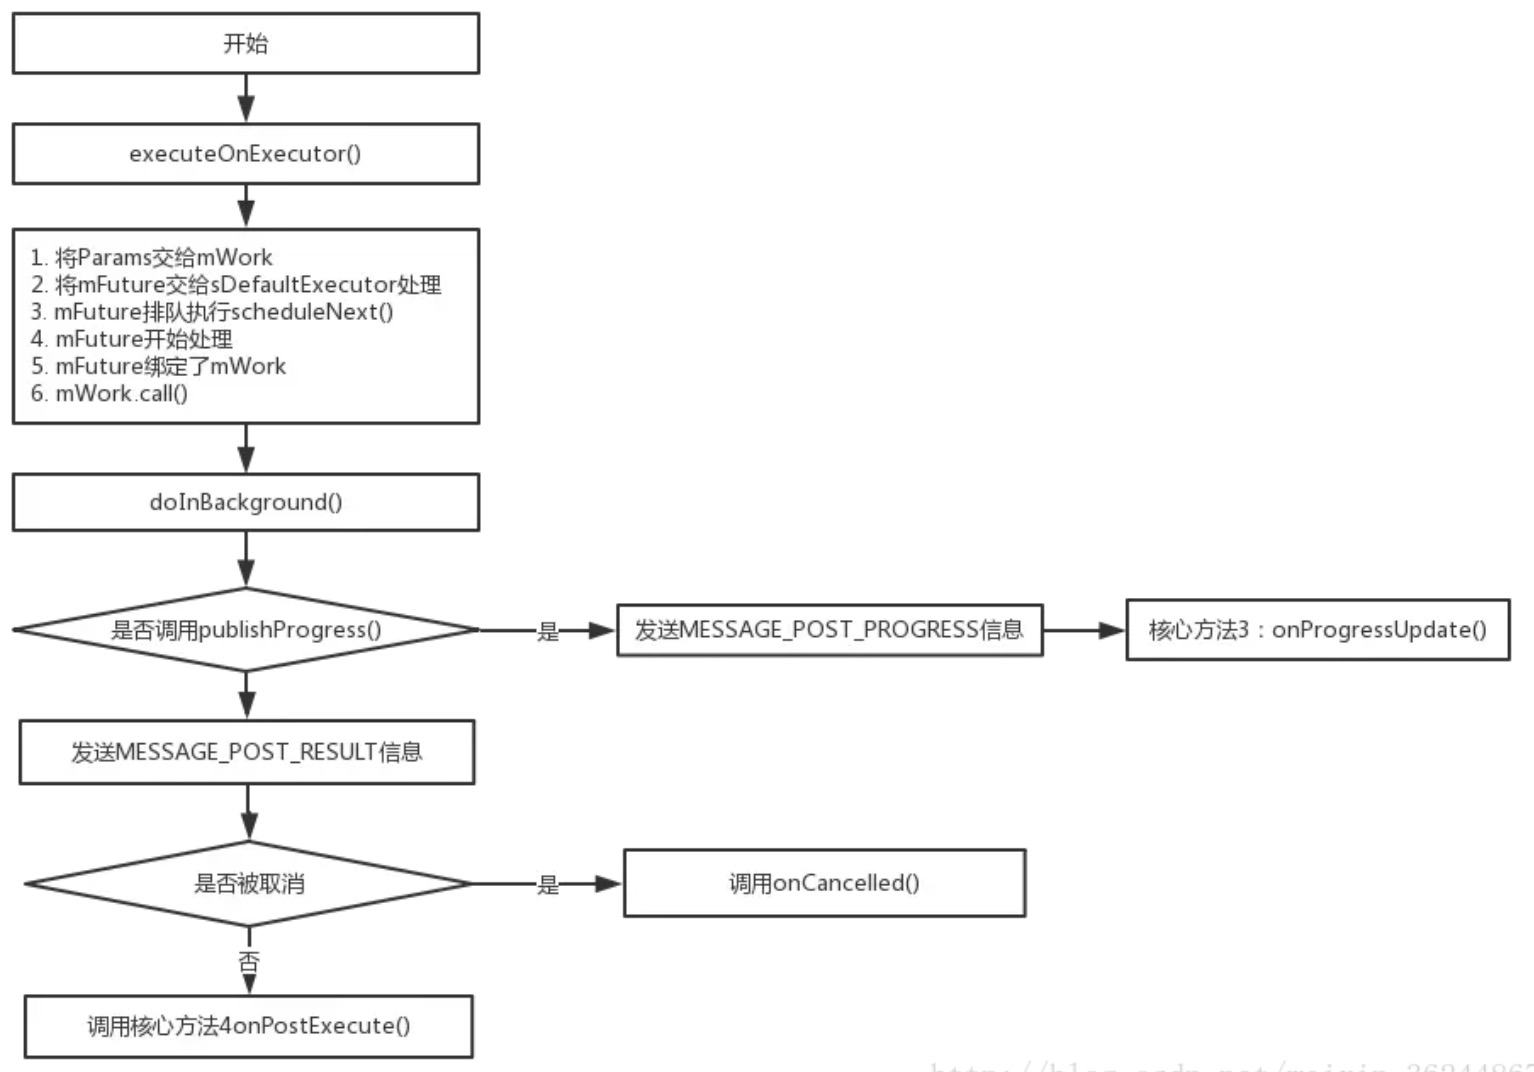 开始
executeOnExecutor()
1. 将Params交给mWork
2. 将mFuture交给sDefaultExecutor处理
3. mFuture排队执行scheduleNext()
4. mFuture开始处理
5. mFuture绑定了mWork
6. mWork.call()
doInBackground()
是否调用publishProgress()
是
发送MESSAGE_POST_PROGRESS信息
核心方法3：onProgressUpdate()
发送MESSAGE_POST_RESULT信息
是否被取消
是
调用onCancelled()
否
调用核心方法4onPostExecute()